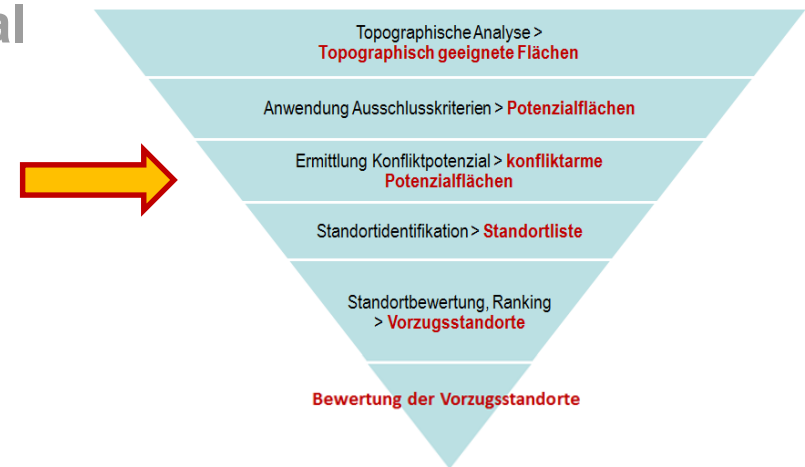 al
Topographische Analyse >
Topographisch geeignete Flächen
Anwendung Ausschlusskriterien > Potenzialflächen
Ermittlung Konfliktpotenzial > konfliktarme
Potenzialflächen
Standortidentifikation > Standortliste
Standortbewertung, Ranking
> Vorzugsstandorte
Bewertung der Vorzugsstandorte